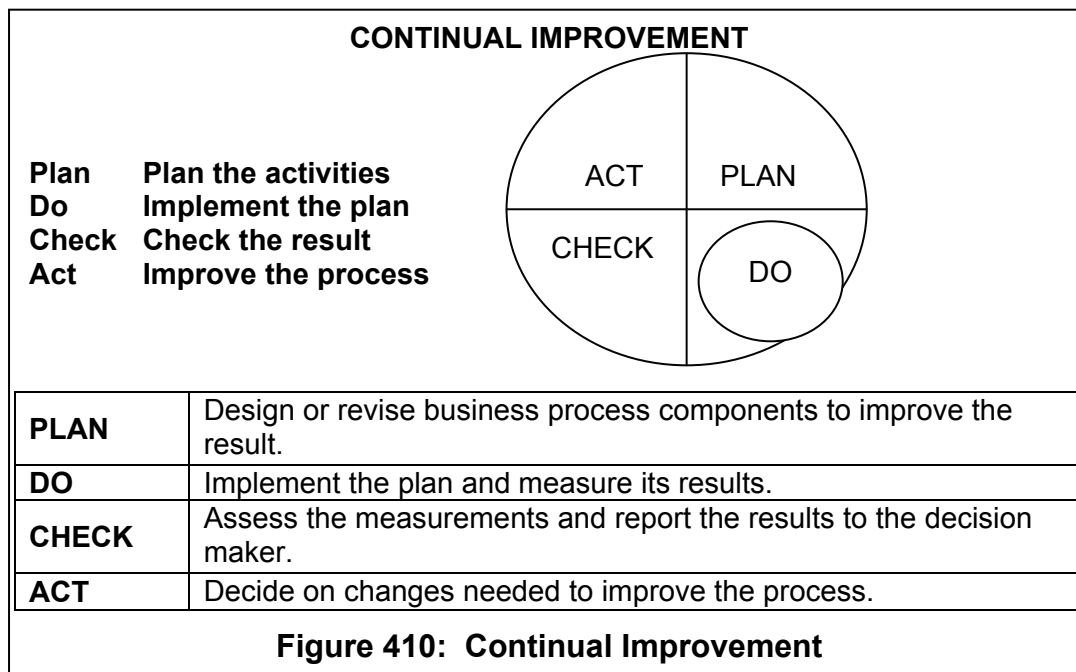 CONTINUAL IMPROVEMENT
Plan Plan the activities
Do Implement the plan
Check Check the result
Act Improve the process
ACT PLAN
CHECK DO
PLAN Design or revise business process components to improve the
result.
DO Implement the plan and measure its results.
CHECK Assess the measurements and report the results to the decision
maker.
ACT Decide on changes needed to improve the process.
Figure 410: Continual Improvement